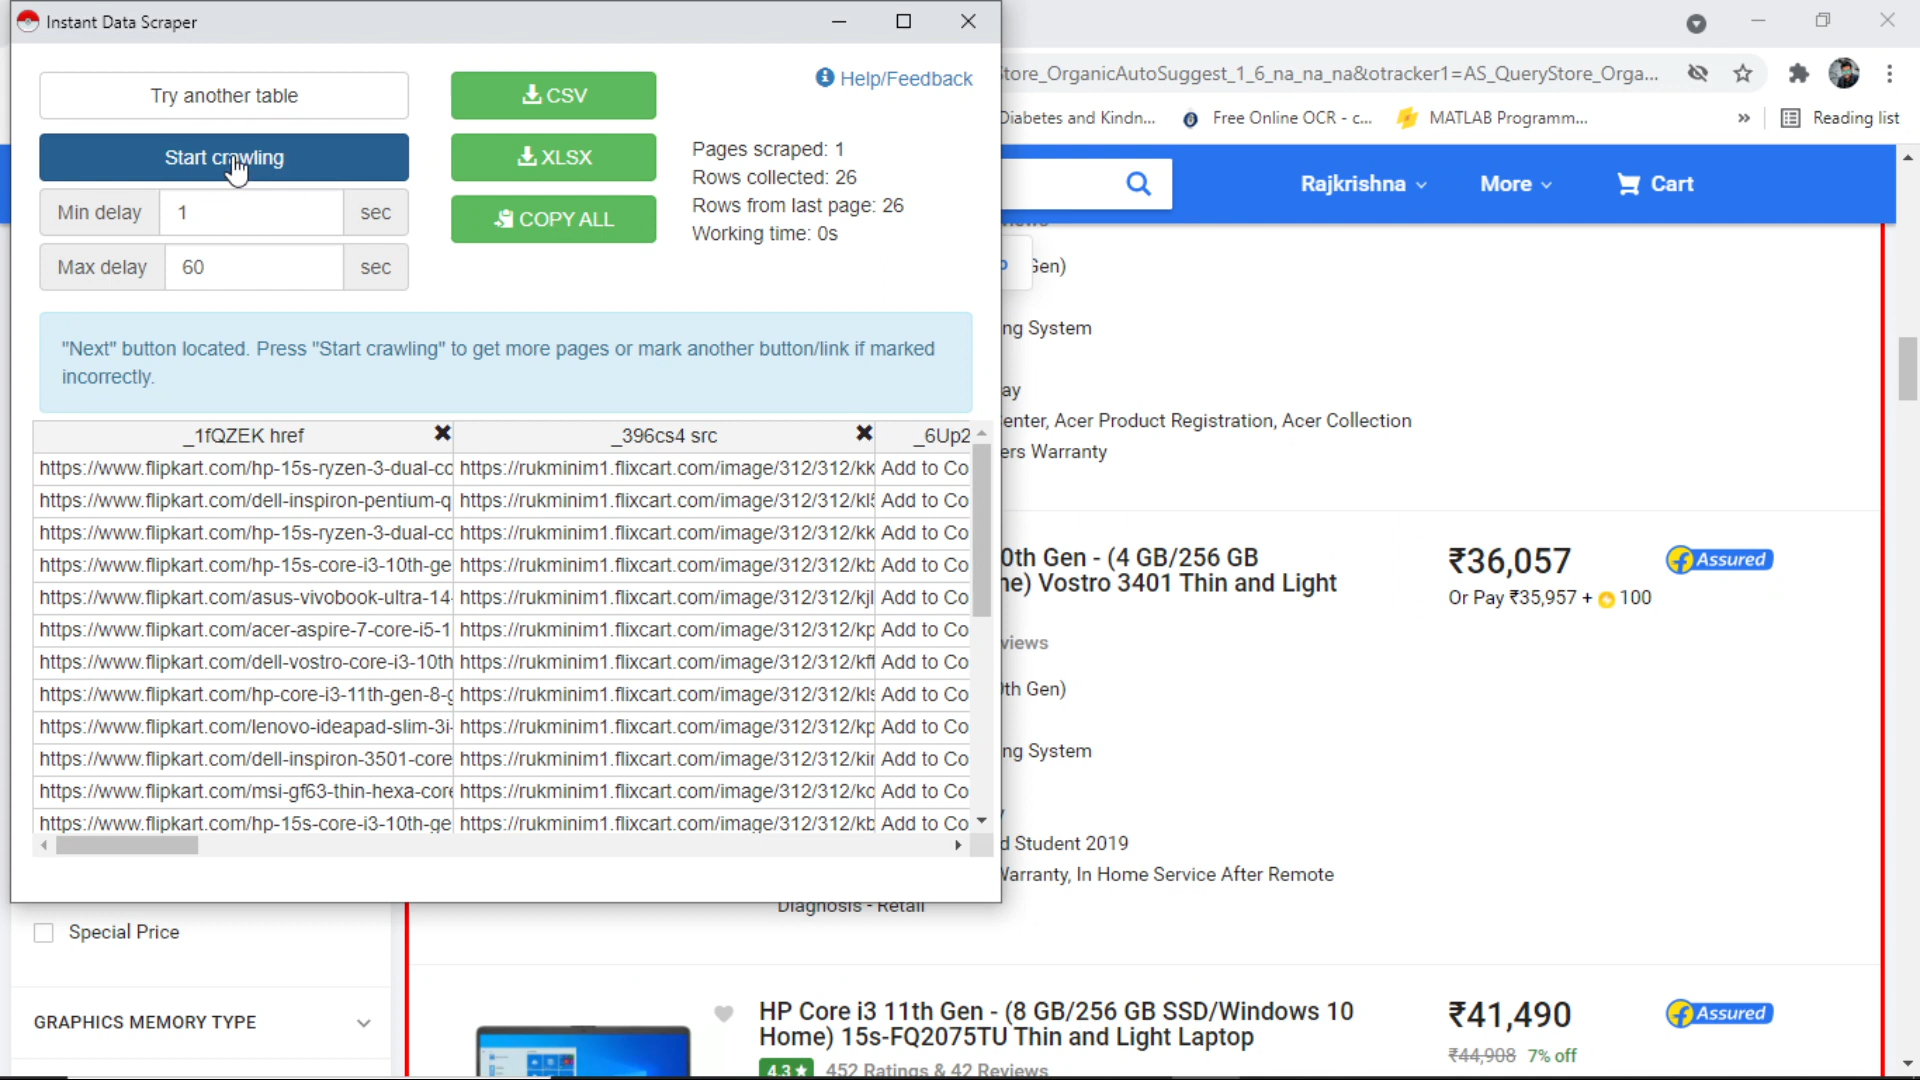 Instant Data Scraper
Try another table
CSV
Help/Feedback
Start crawling
XLSX
Min delay 1 sec
COPY ALL
Max delay 60 sec
Pages scraped: 1
Rows collected: 26
Rows from last page: 26
Working time: 0s
"Next" button located. Press "Start crawling" to get more pages or mark another button/link if marked
incorrectly.
_1fQZEK href _396cs4 src _6Up2
https://www.flipkart.com/hp-15s-ryzen-3-dual-cc https://rukminim1.flixcart.com/image/312/312/kk Add to Co
https://www.flipkart.com/dell-inspiron-pentium-q https://rukminim1.flixcart.com/image/312/312/kl5 Add to Co
https://www.flipkart.com/hp-15s-ryzen-3-dual-cc https://rukminim1.flixcart.com/image/312/312/kk Add to Co
https://www.flipkart.com/hp-15s-core-i3-10th-ge https://rukminim1.flixcart.com/image/312/312/kb Add to Co
https://www.flipkart.com/asus-vivobook-ultra-14- https://rukminim1.flixcart.com/image/312/312/kjl Add to Co
https://www.flipkart.com/acer-aspire-7-core-i5-1 https://rukminim1.flixcart.com/image/312/312/kp Add to Co
https://www.flipkart.com/dell-vostro-core-i3-10th https://rukminim1.flixcart.com/image/312/312/kff Add to Co
https://www.flipkart.com/hp-core-i3-11th-gen-8-g https://rukminim1.flixcart.com/image/312/312/kls Add to Co
https://www.flipkart.com/lenovo-ideapad-slim-3i- https://rukminim1.flixcart.com/image/312/312/kp Add to Co
https://www.flipkart.com/dell-inspiron-3501-core https://rukminim1.flixcart.com/image/312/312/kir Add to Co
https://www.flipkart.com/msi-gf63-thin-hexa-core https://rukminim1.flixcart.com/image/312/312/kc Add to Co
https://www.flipkart.com/hp-15s-core-i3-10th-ge https://rukminim1.flixcart.com/image/312/312/kb Add to Co
tore_OrganicAutoSuggest_1_6_na_na_na&otracker1=AS_QueryStore_Orga...
Diabetes and Kindn... Free Online OCR - c... MATLAB Programm... » Reading list
Rajkrishna More Cart
Gen)
ng System
ay
enter, Acer Product Registration, Acer Collection
ers Warranty
0th Gen - (4 GB/256 GB
ne) Vostro 3401 Thin and Light
₹36,057
Assured
Or Pay ₹35,957 + 100
views
th Gen)
ng System
d Student 2019
Warranty, In Home Service After Remote
Diagnosis - Retail
Special Price
GRAPHICS MEMORY TYPE
HP Core i3 11th Gen - (8 GB/256 GB SSD/Windows 10
Home) 15s-FQ2075TU Thin and Light Laptop
4.3★ 452 Ratings & 42 Reviews
₹41,490
Assured
₹44,908 7% off